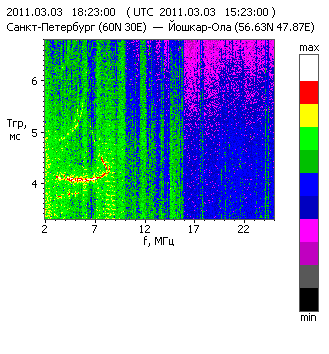 2011.03.03 18:23:00 (UTC 2011.03.03 15:23:00)
Санкт-Петербург (60N 30E) — Йошкар-Ола (56.63N 47.87E)
max
6
Tгр,
мс
5
4
2 7 12 17 22
f, МГц
min